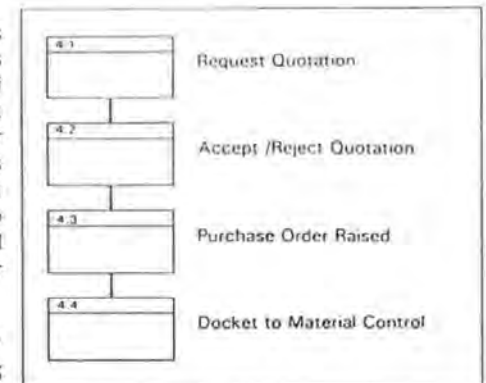 4.1
Request Quotation
4.2
Accept /Reject Quotation
4.3
Purchase Order Raised
4.4
Docket to Material Control